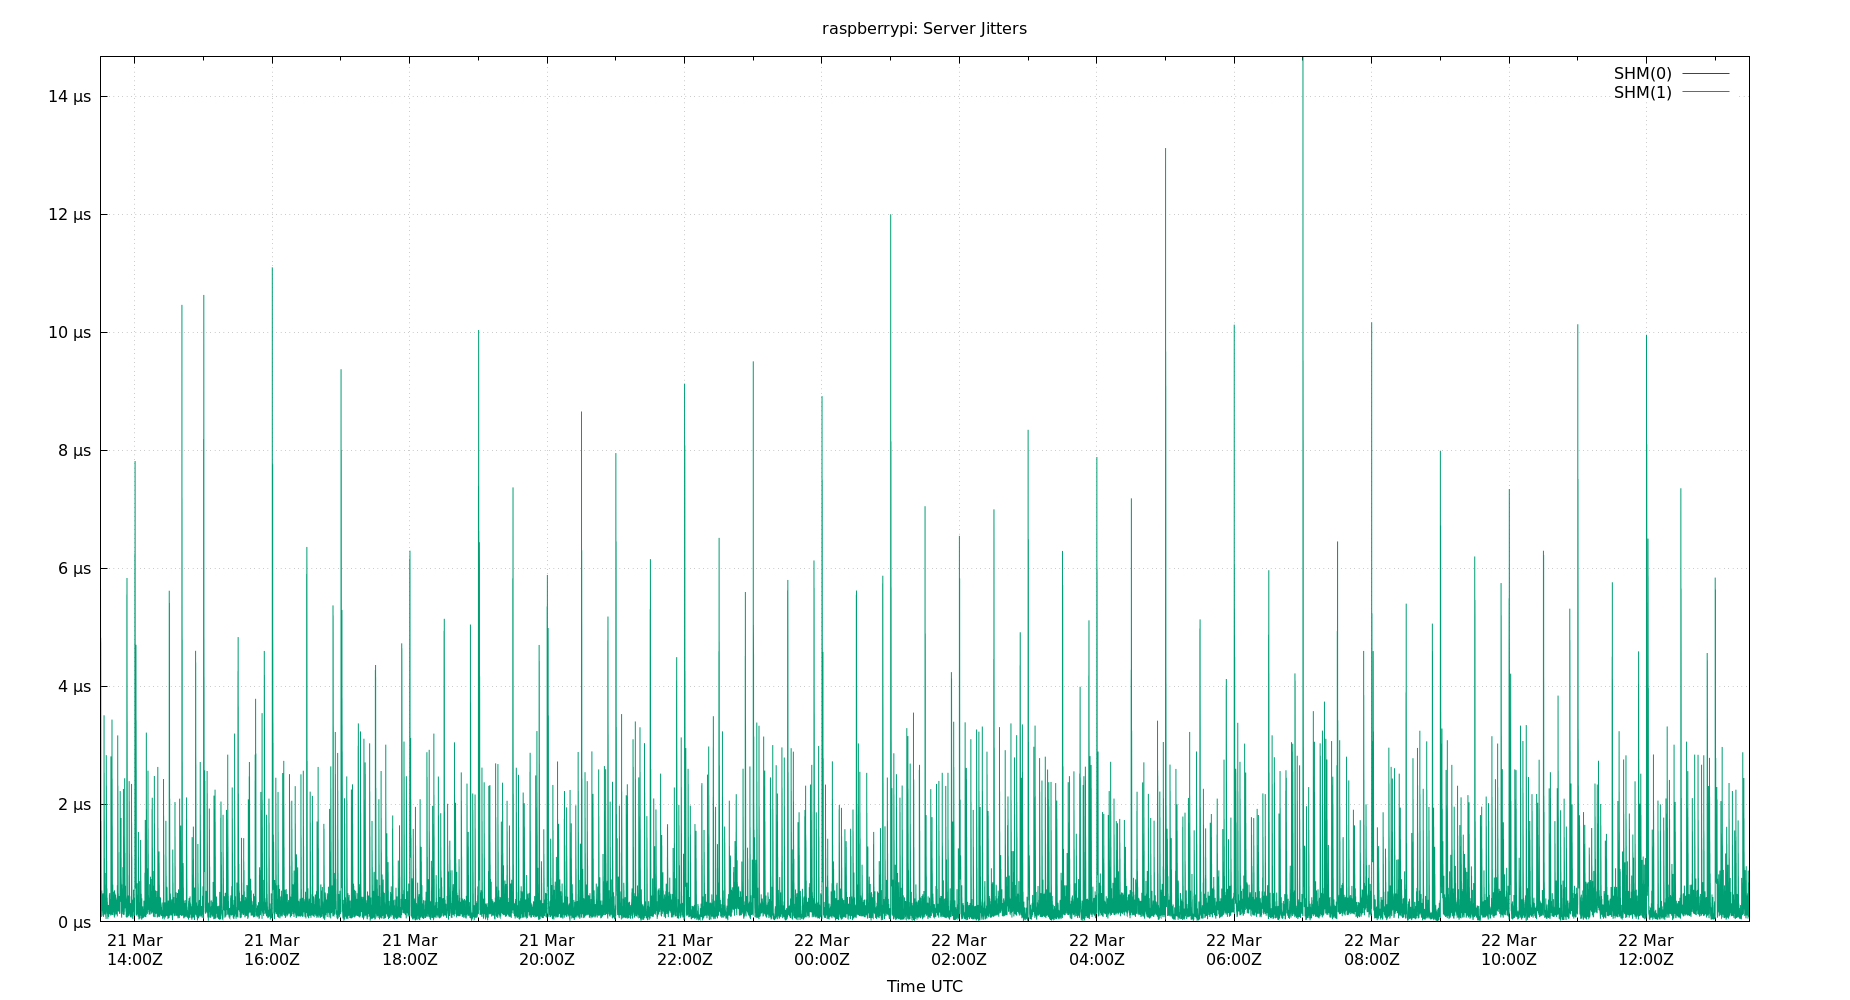 raspberrypi: Server Jitters
SHM(0)
SHM(1)
14 µs
12 µs
10 µs
8 µs
6 µs
4 µs
2 µs
0 µs
21 Mar 21 Mar 21 Mar 21 Mar 21 Mar 22 Mar 22 Mar 22 Mar 22 Mar 22 Mar 22 Mar 22 Mar
14:00Z 16:00Z 18:00Z 20:00Z 22:00Z 00:00Z 02:00Z 04:00Z 06:00Z 08:00Z 10:00Z 12:00Z
Time UTC